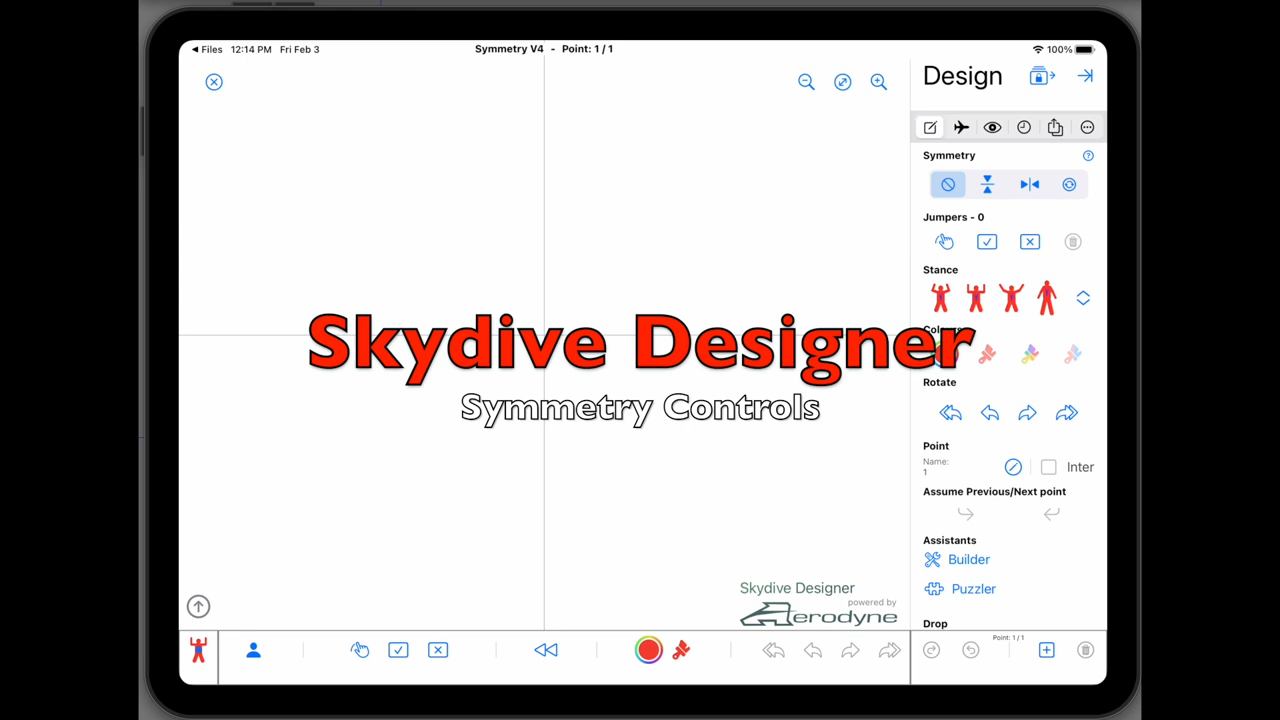 Files 12:14 PM Fri Feb 3
Symmetry V4 - Point: 1 / 1
100%
Design
Symmetry
Jumpers - 0
Stance
Skydive Designer
Symmetry Controls
Rotate
Point
Name:
1
Inter
Assume Previous/Next point
Assistants
Builder
Puzzler
Drop
Skydive Designer
powered by
Aerodyne
Point: 1 / 1